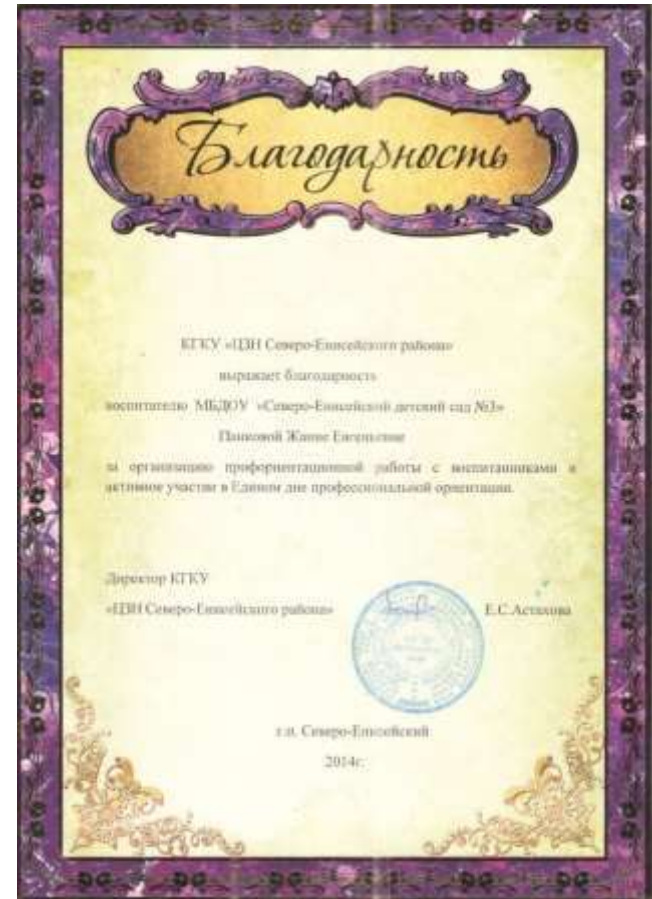 Благодарность
КГКУ «ЦЗН Северо-Енисейского района»
выражает благодарность
воспитателю МБДОУ «Северо-Енисейской детский сад №3»
Панковой Жанне Евгеньевне
за организацию профориентационной работы с воспитанниками и
активное участие в Едином дне профессиональной ориентации.
Директор КГКУ
«ЦЗН Северо-Енисейского района»
Е.С.Астахова
г.п. Северо-Енисейский
2014г.